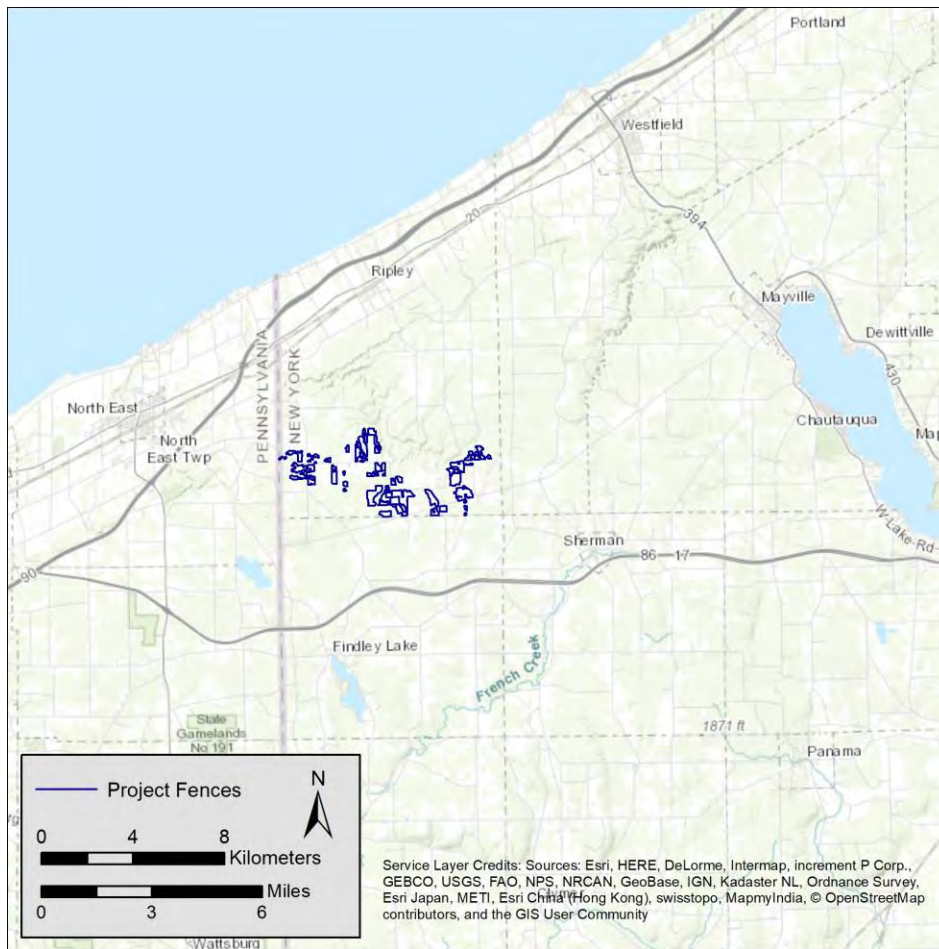 Portland
Westfield
20
394
Ripley
Mayville
Dewittville
PENNSYLVANIA
NEW YORK
430
North East
Chautauqua
North
East Twp
W Lake Rd
Sherman
86
17
90
Findley Lake
French Creek
State
Gamelands
No 191
1871 ft
Panama
Project Fences
N
0 4 8
Kilometers
Miles
0 3 6
Service Layer Credits: Sources: Esri, HERE, DeLorme, Intermap, increment P Corp.,
GEBCO, USGS, FAO, NPS, NRCAN, GeoBase, IGN, Kadaster NL, Ordnance Survey,
Esri Japan, METI, Esri China (Hong Kong), swisstopo, MapmyIndia, © OpenStreetMap
contributors, and the GIS User Community
Wattsburg